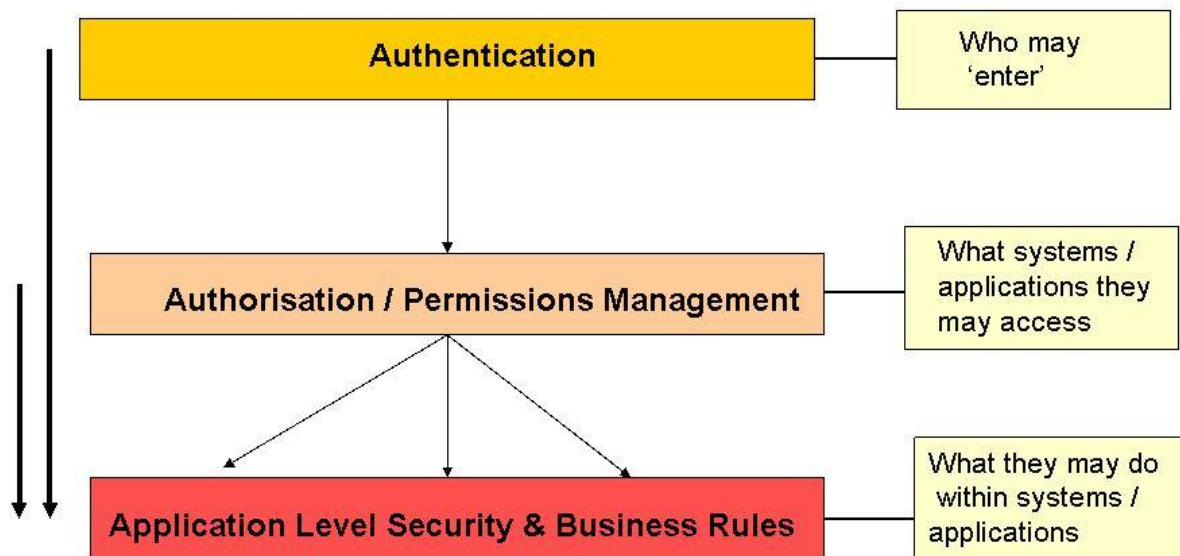 Authentication
Who may
'enter'
Authorisation / Permissions Management
What systems /
applications they
may access
Application Level Security & Business Rules
What they may do
within systems /
applications